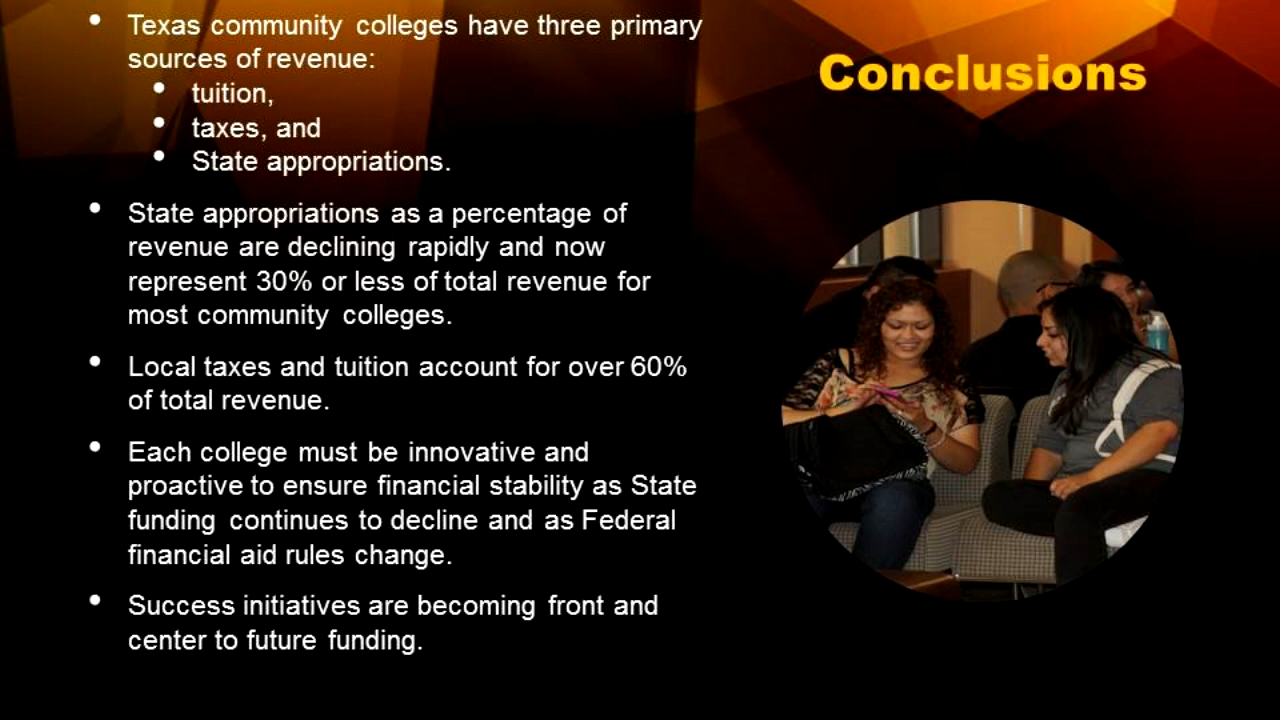 Conclusions
• Texas community colleges have three primary
sources of revenue:
• tuition,
• taxes, and
• State appropriations.
• State appropriations as a percentage of
revenue are declining rapidly and now
represent 30% or less of total revenue for
most community colleges.
• Local taxes and tuition account for over 60%
of total revenue.
• Each college must be innovative and
proactive to ensure financial stability as State
funding continues to decline and as Federal
financial aid rules change.
• Success initiatives are becoming front and
center to future funding.